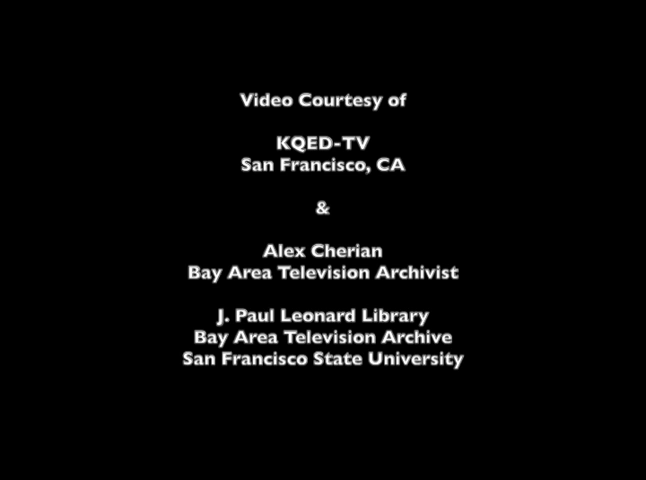 Video Courtesy of
KQED-TV
San Francisco, CA
&
Alex Cherian
Bay Area Television Archivist
J. Paul Leonard Library
Bay Area Television Archive
San Francisco State University